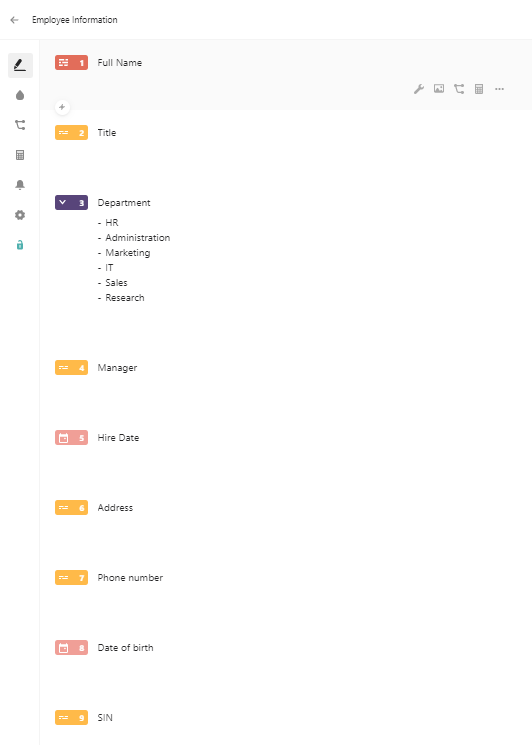 Employee Information
1 Full Name
2 Title
3 Department
- HR
- Administration
- Marketing
- IT
- Sales
- Research
4 Manager
5 Hire Date
6 Address
7 Phone number
8 Date of birth
9 SIN